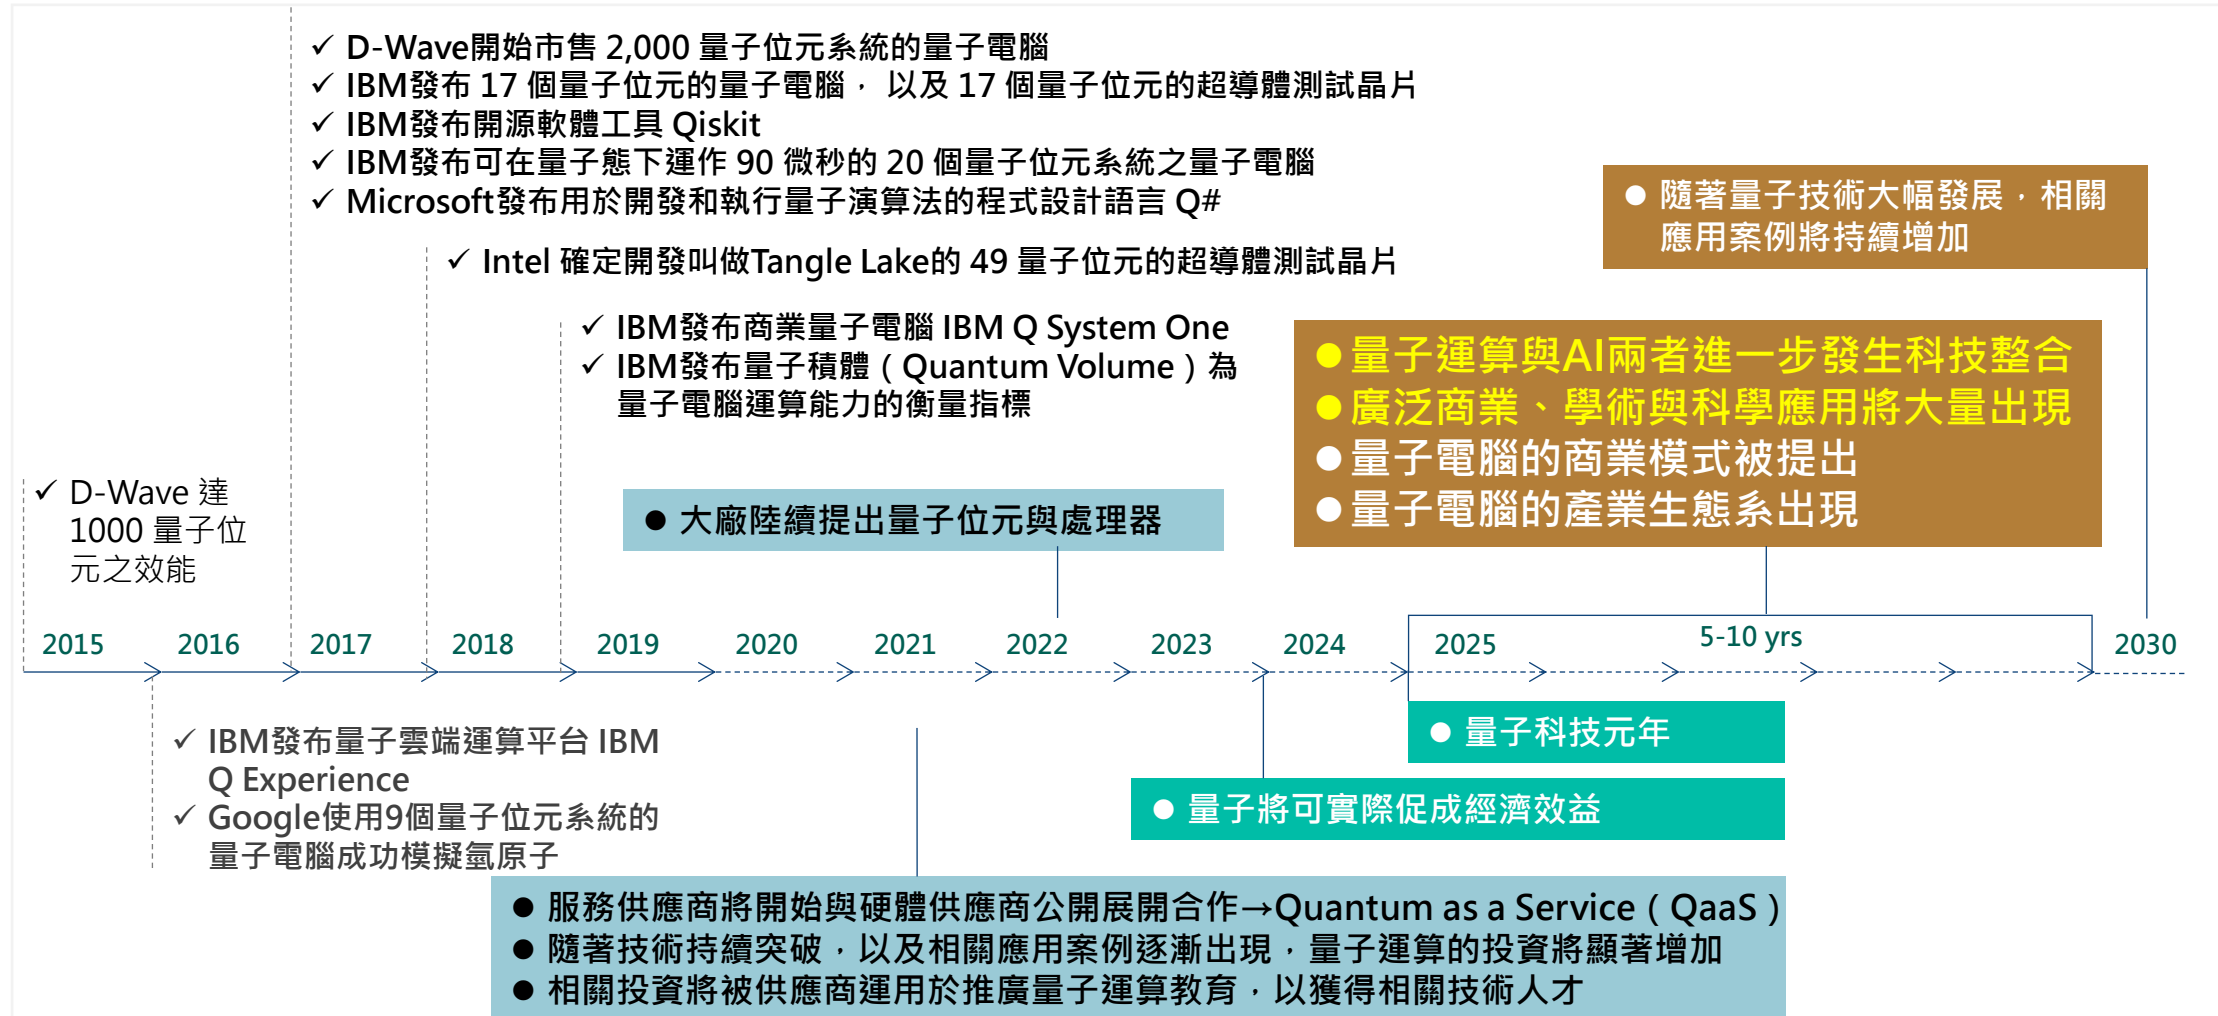 ✓ D-Wave開始市售 2,000 量子位元系統的量子電腦
✓ IBM發布 17 個量子位元的量子電腦， 以及 17 個量子位元的超導體測試晶片
✓ IBM發布開源軟體工具 Qiskit
✓ IBM發布可在量子態下運作 90 微秒的 20 個量子位元系統之量子電腦
✓ Microsoft發布用於開發和執行量子演算法的程式設計語言 Q#
● 隨著量子技術大幅發展，相關
應用案例將持續增加
✓ Intel 確定開發叫做Tangle Lake的 49 量子位元的超導體測試晶片
✓ IBM發布商業量子電腦 IBM Q System One
✓ IBM發布量子積體（Quantum Volume）為
量子電腦運算能力的衡量指標
● 量子運算與AI兩者進一步發生科技整合
● 廣泛商業、學術與科學應用將大量出現
● 量子電腦的商業模式被提出
● 量子電腦的產業生態系出現
✓ D-Wave 達
1000 量子位
元之效能
● 大廠陸續提出量子位元與處理器
2015 2016 2017 2018 2019 2020 2021 2022 2023 2024 2025 5-10 yrs 2030
✓ IBM發布量子雲端運算平台 IBM
Q Experience
✓ Google使用9個量子位元系統的
量子電腦成功模擬氫原子
● 量子科技元年
● 量子將可實際促成經濟效益
● 服務供應商將開始與硬體供應商公開展開合作→Quantum as a Service（QaaS）
● 隨著技術持續突破，以及相關應用案例逐漸出現，量子運算的投資將顯著增加
● 相關投資將被供應商運用於推廣量子運算教育，以獲得相關技術人才